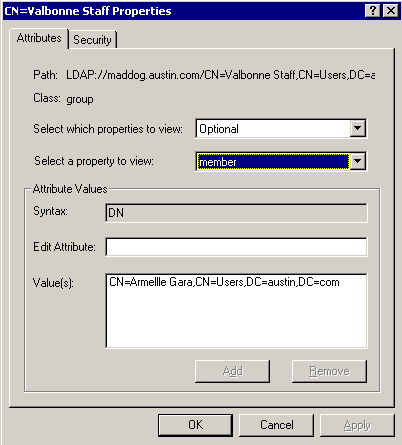 CN=Valbonne Staff Properties
Attributes Security
Path: LDAP://maddog.austin.com/CN=Valbonne Staff,CN=Users,DC=a
Class: group
Select which properties to view: Optional
Select a property to view: member
Attribute Values
Syntax: DN
Edit Attribute:
Value(s): CN=Armellle Gara,CN=Users,DC=austin,DC=com
Add Remove
OK Cancel Apply